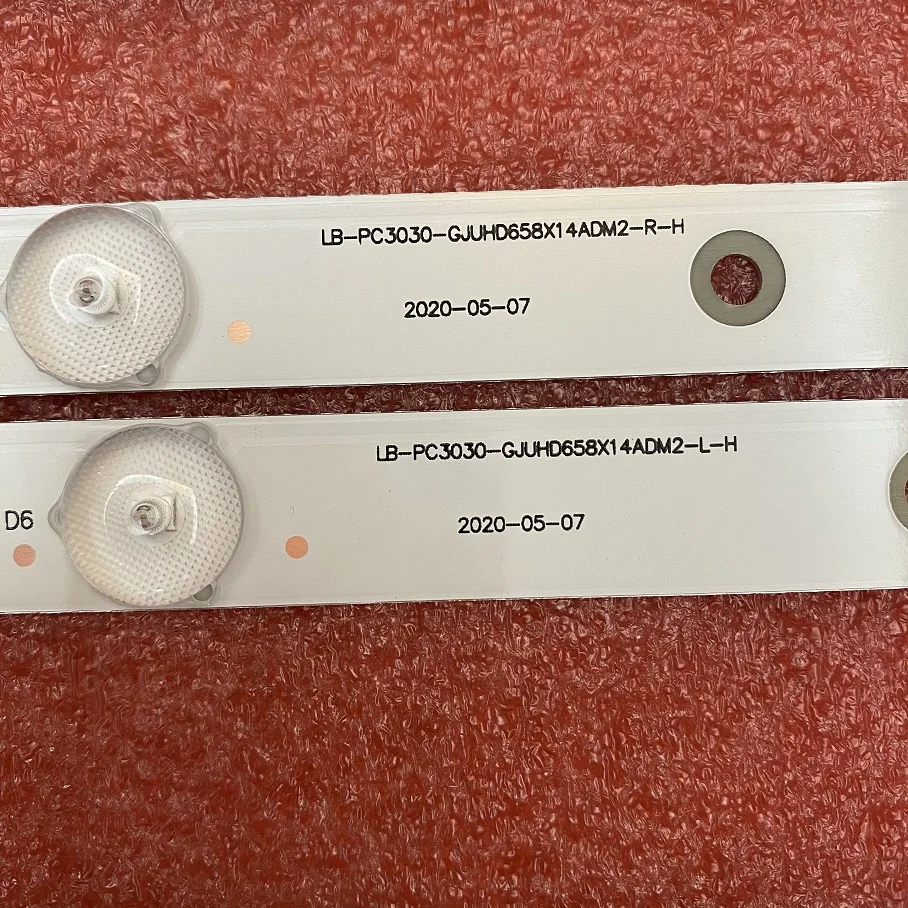 LB-PC3030-GJUHD658X14ADM2-R-H
2020-05-07
LB-PC3030-GJUHD658X14ADM2-L-H
D6
2020-05-07